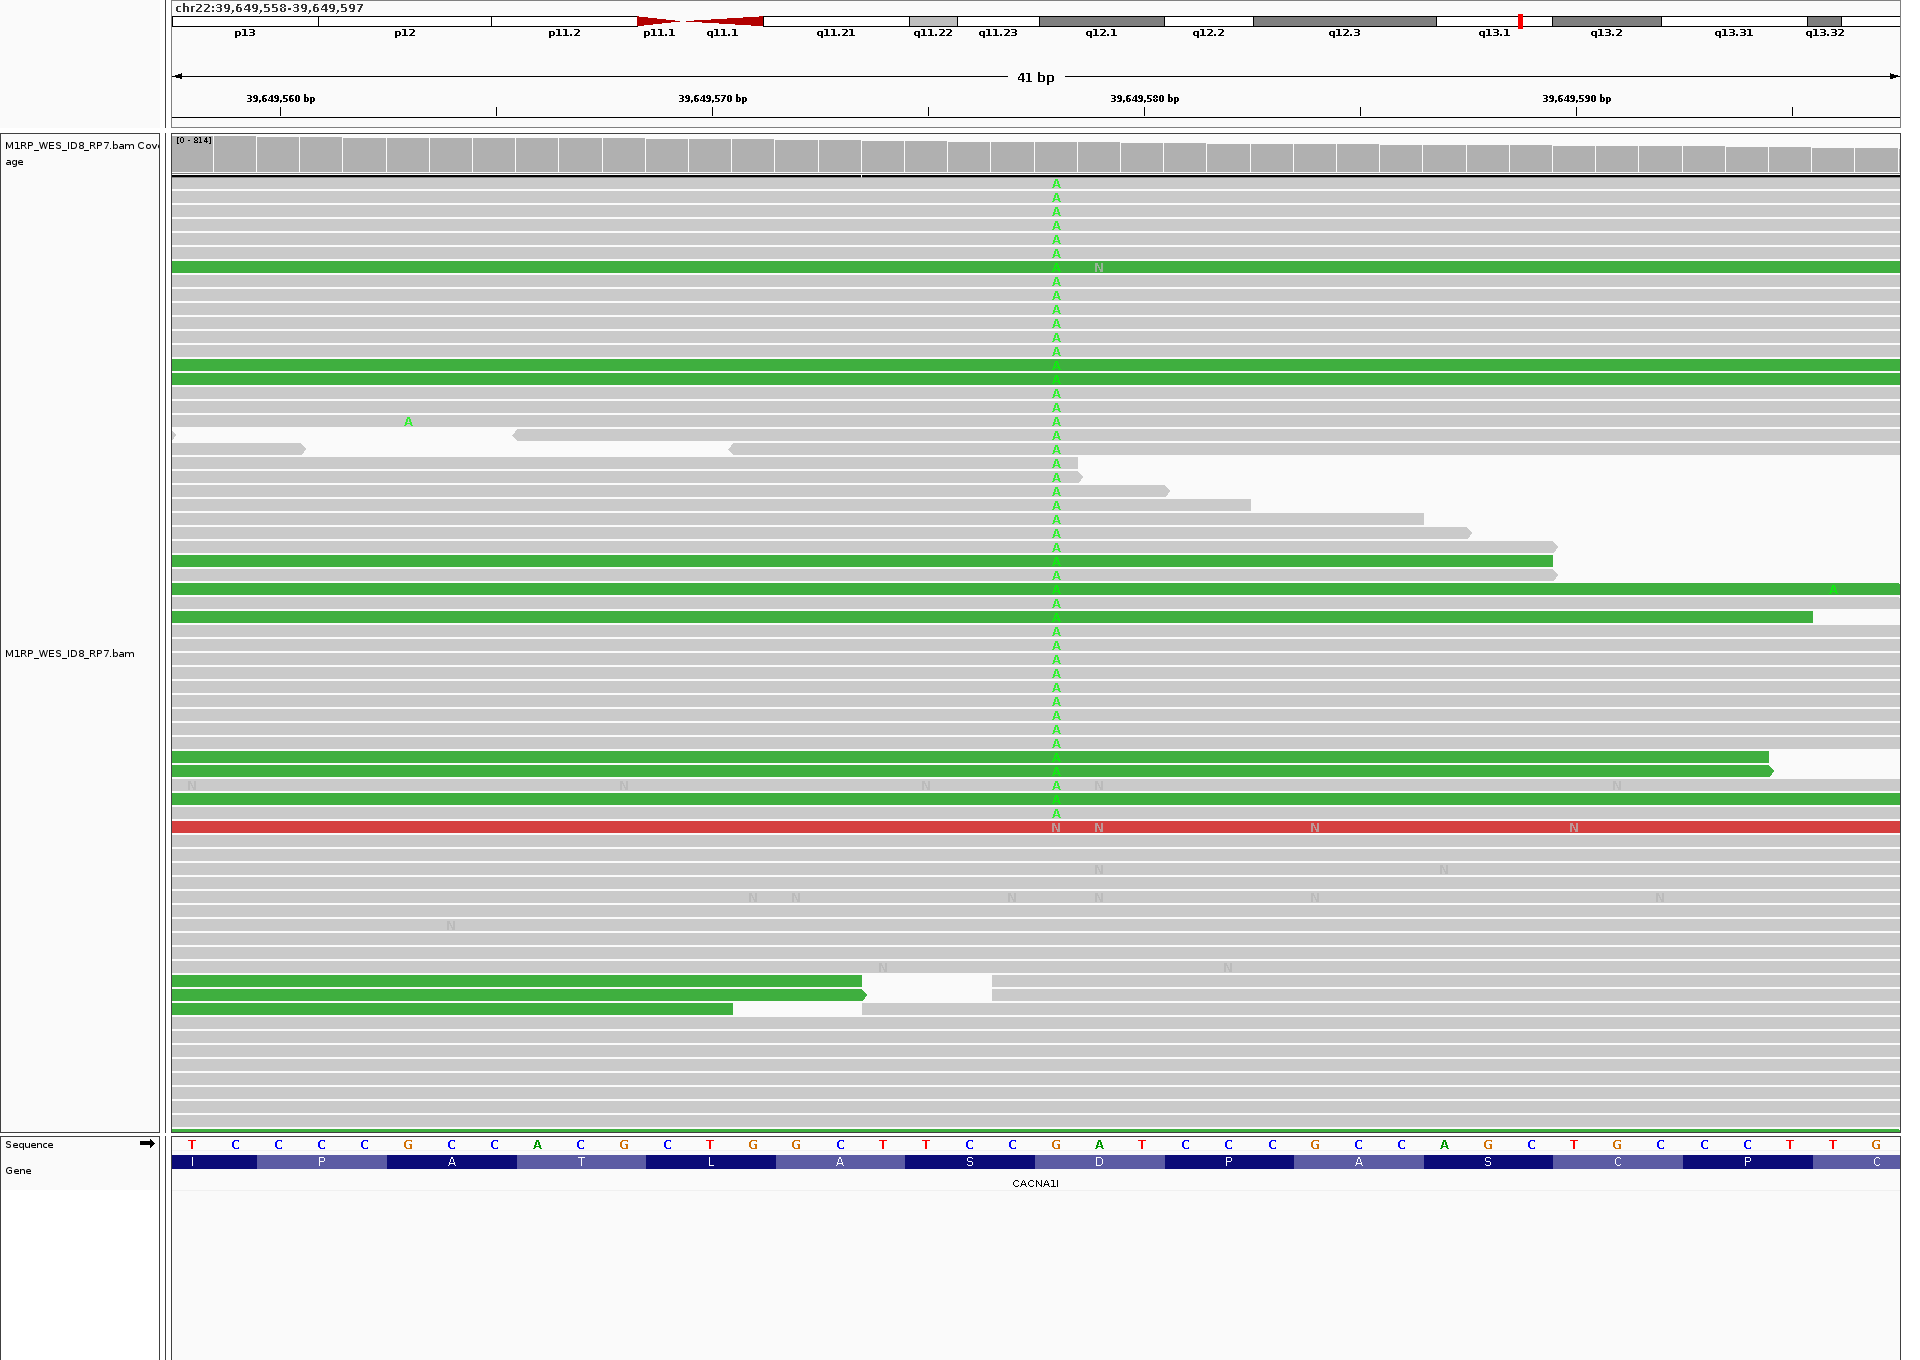 chr22:39,649,558-39,649,597
p13 p12 p11.2 p11.1 q11.1 q11.21 q11.22 q11.23 q12.1 q12.2 q12.3 q13.1 q13.2 q13.31 q13.32
41 bp
39,649,560 bp 39,649,570 bp 39,649,580 bp 39,649,590 bp
M1RP_WES_ID8_RP7.bam Cov
age
[0 - 814]
A
A
A
A
A
A
A N
A
A
A
A
A
A
A
A
A
A
A A
A
A
A
A
A
A
A
A
A
A
A
A A
A
A
A
A
A
A
A
A
A
A
A
A
A
N N N A N N
A
A
N N N N
N N
N N N N N N
N
N N
M1RP_WES_ID8_RP7.bam
Sequence T C C C C G C C A C G C T G G C T T C C G A T C C C G C C A G C T G C C C T T G
Gene I P A T L A S D P A S C P C
CACNA1I